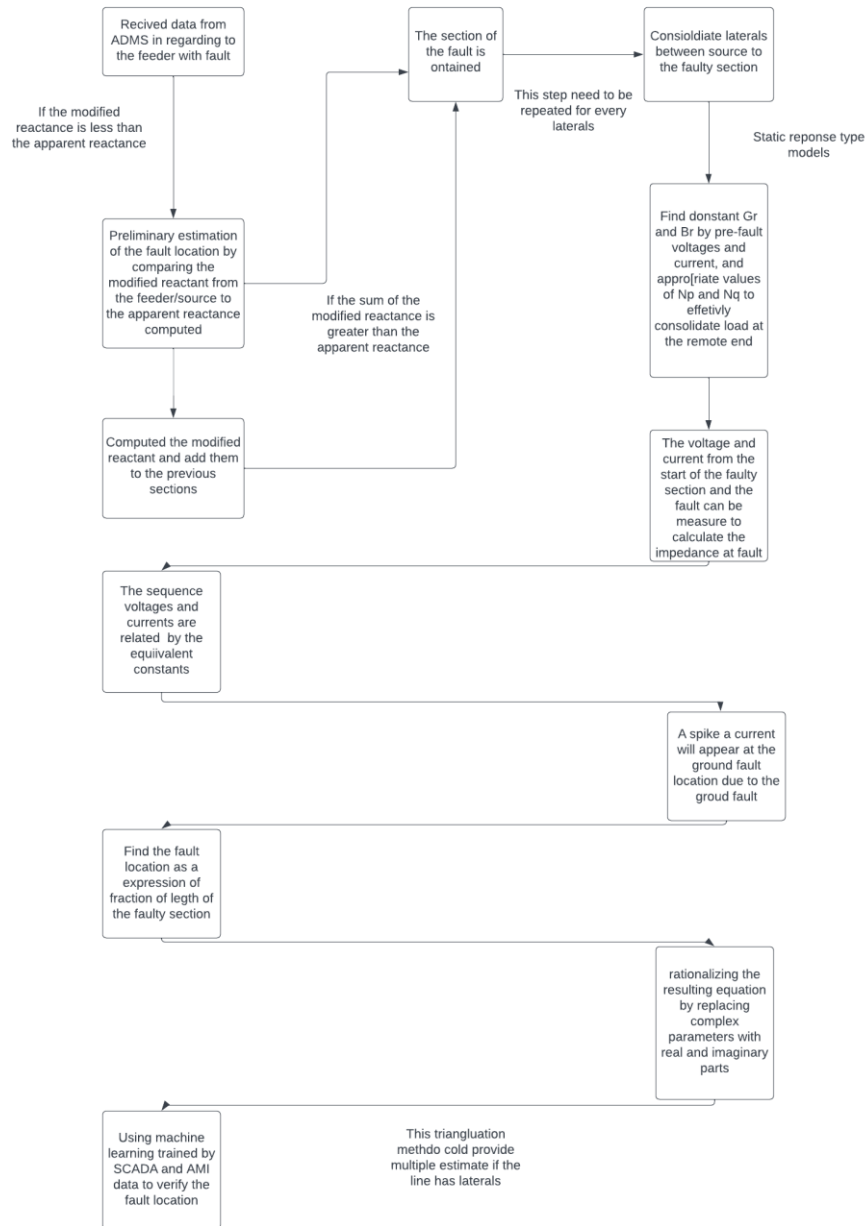 Recived data from
ADMS in regarding to
the feeder with fault
The section of
the fault is
ontained
Consioldiate laterals
between source to
the faulty section
If the modified
reactance is less than
the apparent reactance
This step need to be
repeated for every
laterals
Static reponse type
models
Preliminary estimation
of the fault location by
comparing the
modified reactant from
the feeder/source to
the apparent reactance
computed
If the sum of the
modified reactance is
greater than the
apparent reactance
Find donstant Gr
and Br by pre-fault
voltages and
current, and
appro[riate values
of Np and Nq to
effetivly
consolidate load at
the remote end
Computed the modified
reactant and add them
to the previous
sections
The voltage and
current from the
start of the faulty
section and the
fault can be
measure to
calculate the
impedance at fault
The sequence
voltages and
currents are
related  by the
equiivalent
constants
A spike a current
will appear at the
ground fault
location due to the
groud fault
Find the fault
location as a
expression of
fraction of legth of
the faulty section
rationalizing the
resulting equation
by replacing
complex
parameters with
real and imaginary
parts
Using machine
learning trained by
SCADA and AMI
data to verify the
fault location
This triangluation
methdo cold provide
multiple estimate if the
line has laterals